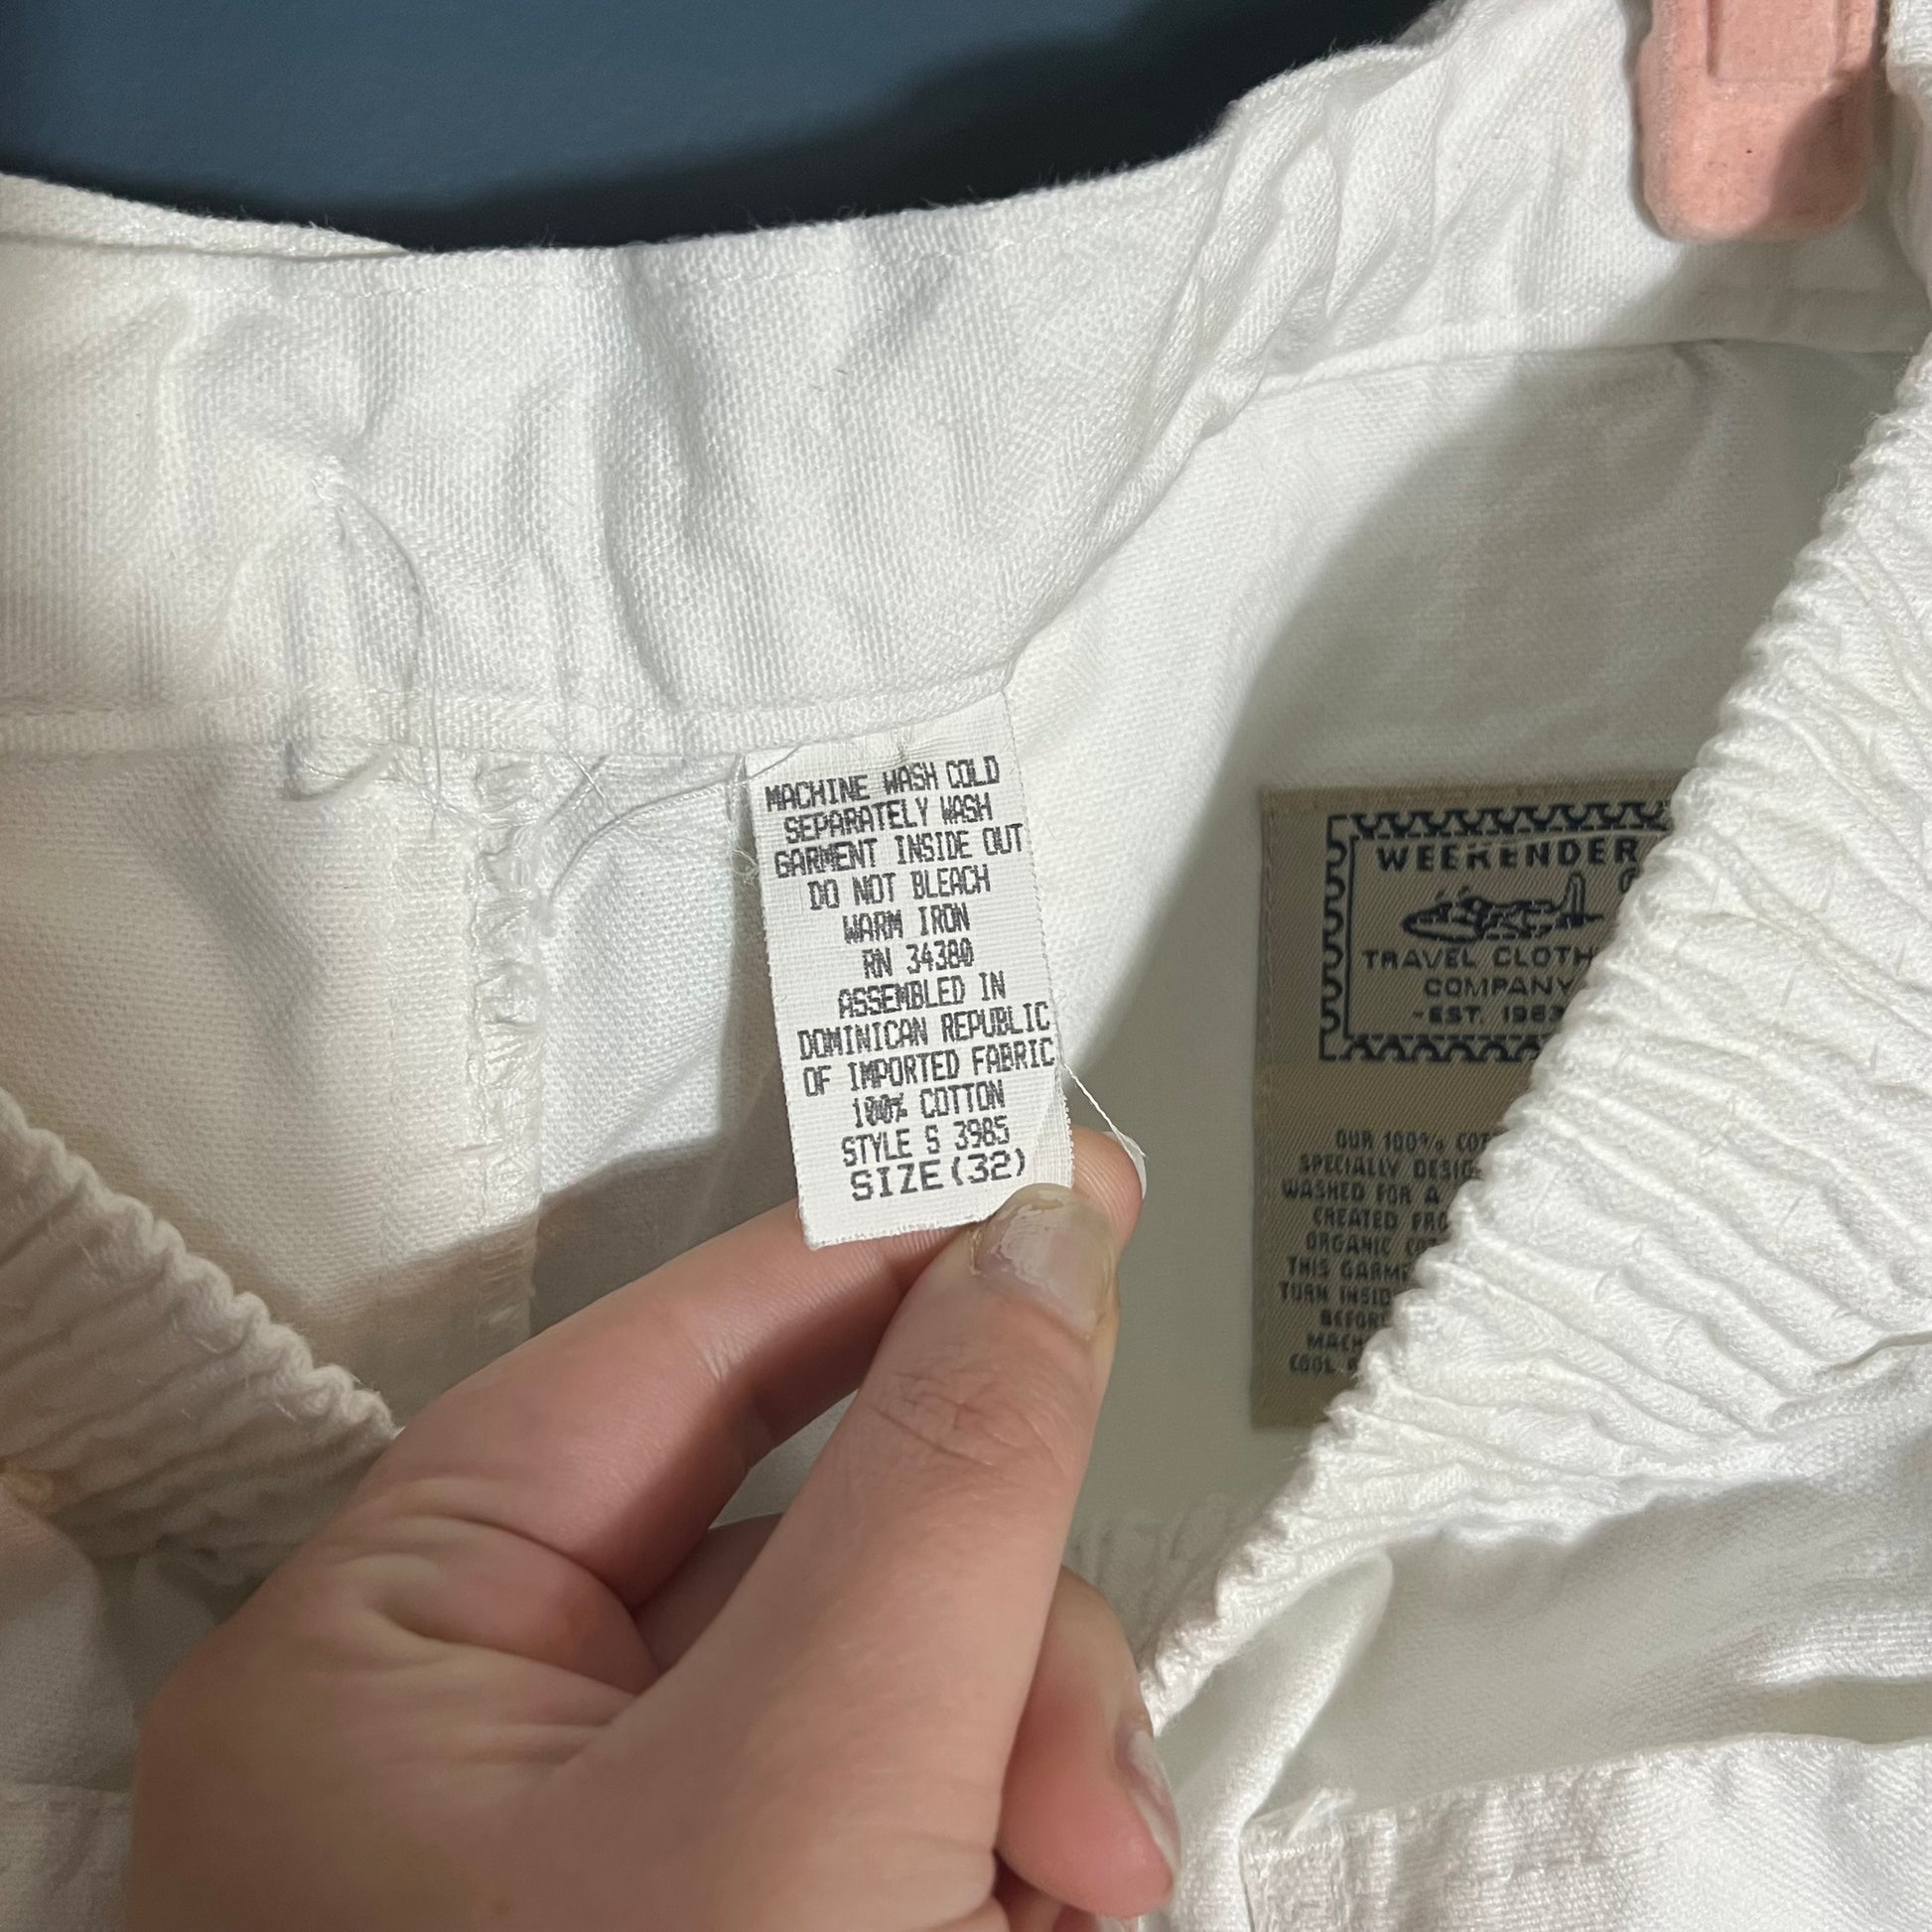 MACHINE WASH COLD
SEPARATELY WASH
GARMENT INSIDE OUT
DO NOT BLEACH
WARM IRON
RN 34380
ASSEMBLED IN
DOMINICAN REPUBLIC
OF IMPORTED FABRIC
100% COTTON
STYLE S 3985
SIZE(32)
WEEKENDER
TRAVEL CLOTH
COMPANY
-EST. 1983
OUR 100% COT
SPECIALLY DESIG
WASHED FOR A
CREATED FRO
ORGANIC
THIS GARME
TURN INSID
BEFOR
MACH
COOL